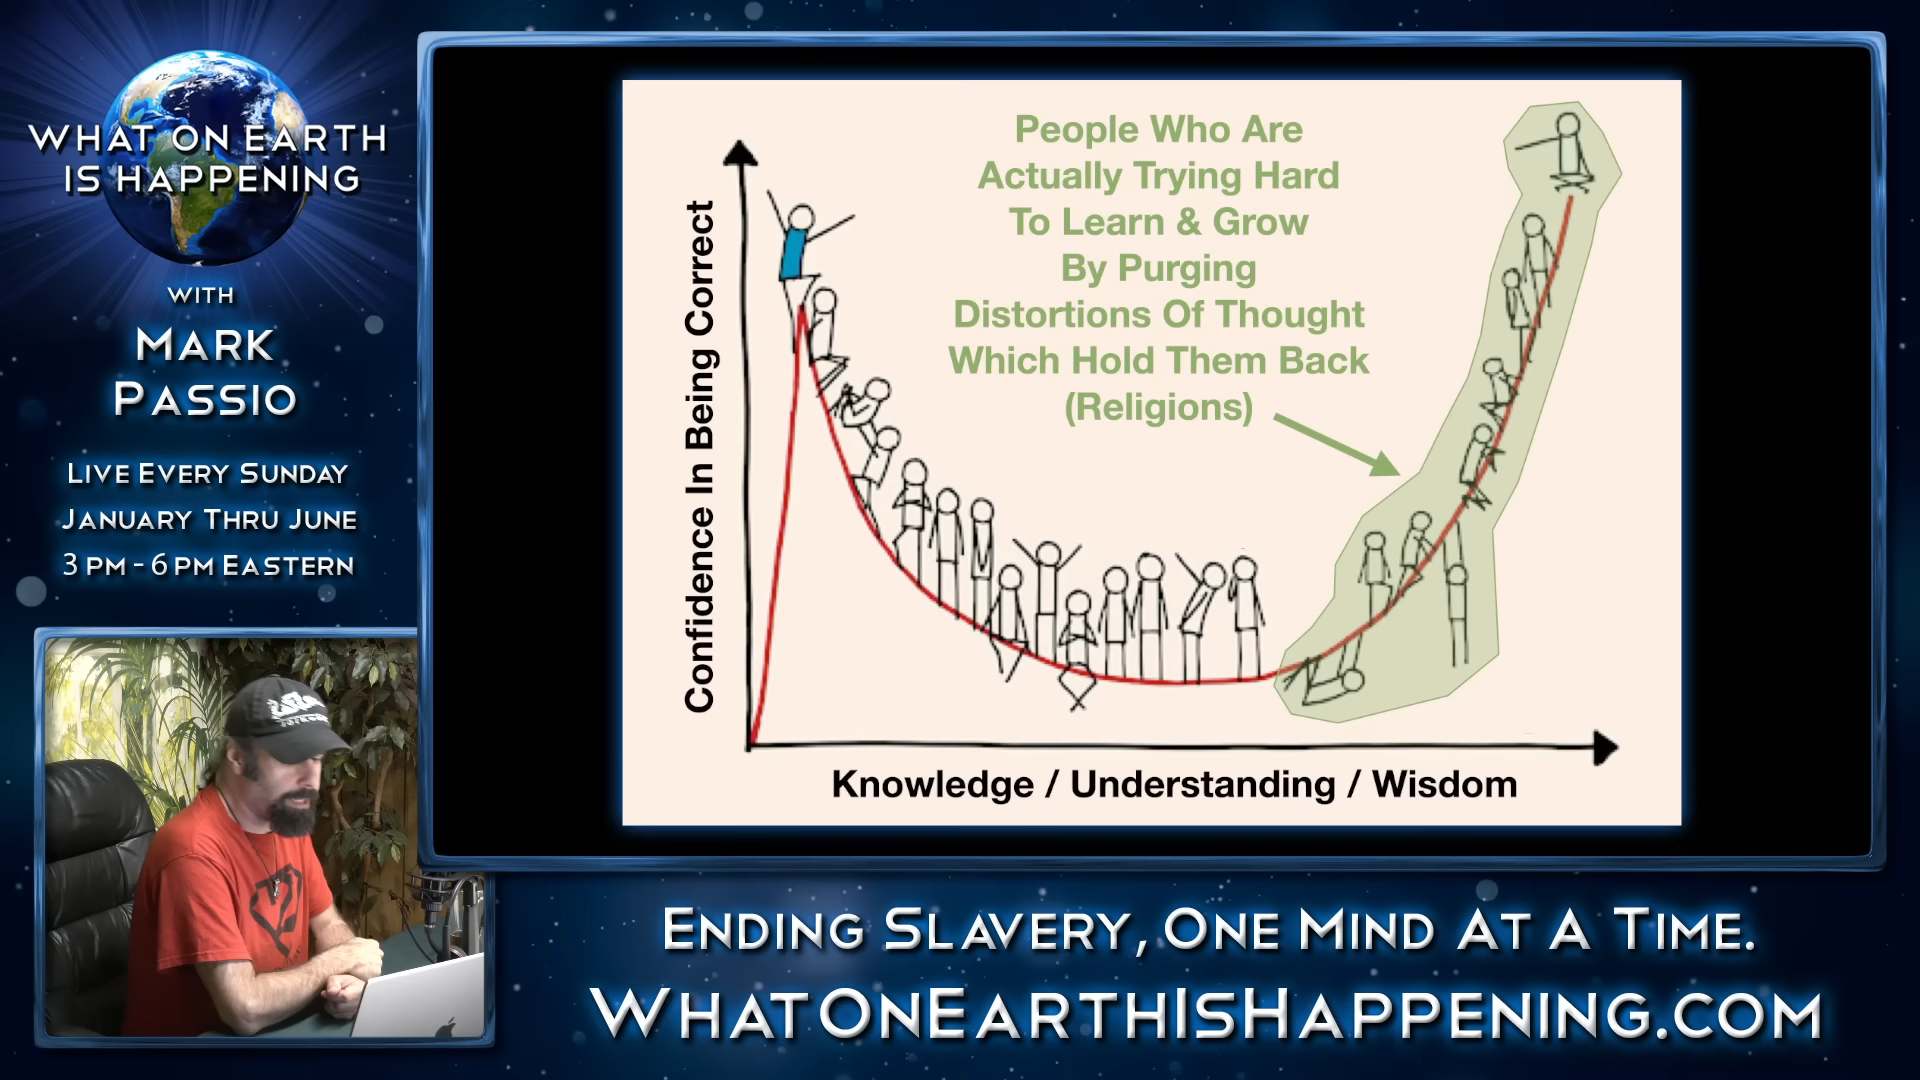 WHAT ON EARTH
IS HAPPENING
WITH
MARK
PASSIO
LIVE EVERY SUNDAY
JANUARY THRU JUNE
3 PM - 6 PM EASTERN
People Who Are
Actually Trying Hard
To Learn & Grow
By Purging
Distortions Of Thought
Which Hold Them Back
(Religions)
Confidence In Being Correct
Knowledge / Understanding / Wisdom
ENDING SLAVERY, ONE MIND AT A TIME.
WHATONEARTHISHAPPENING.COM